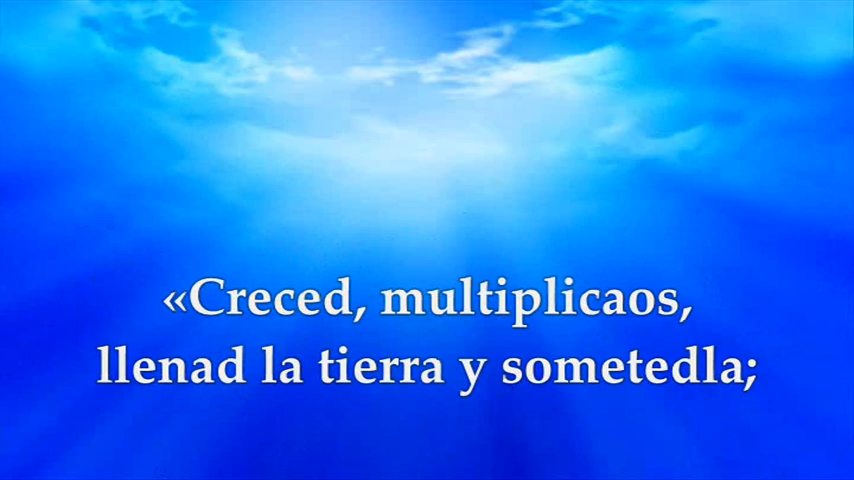 «Creced, multiplicaos,
llenad la tierra y sometedla;